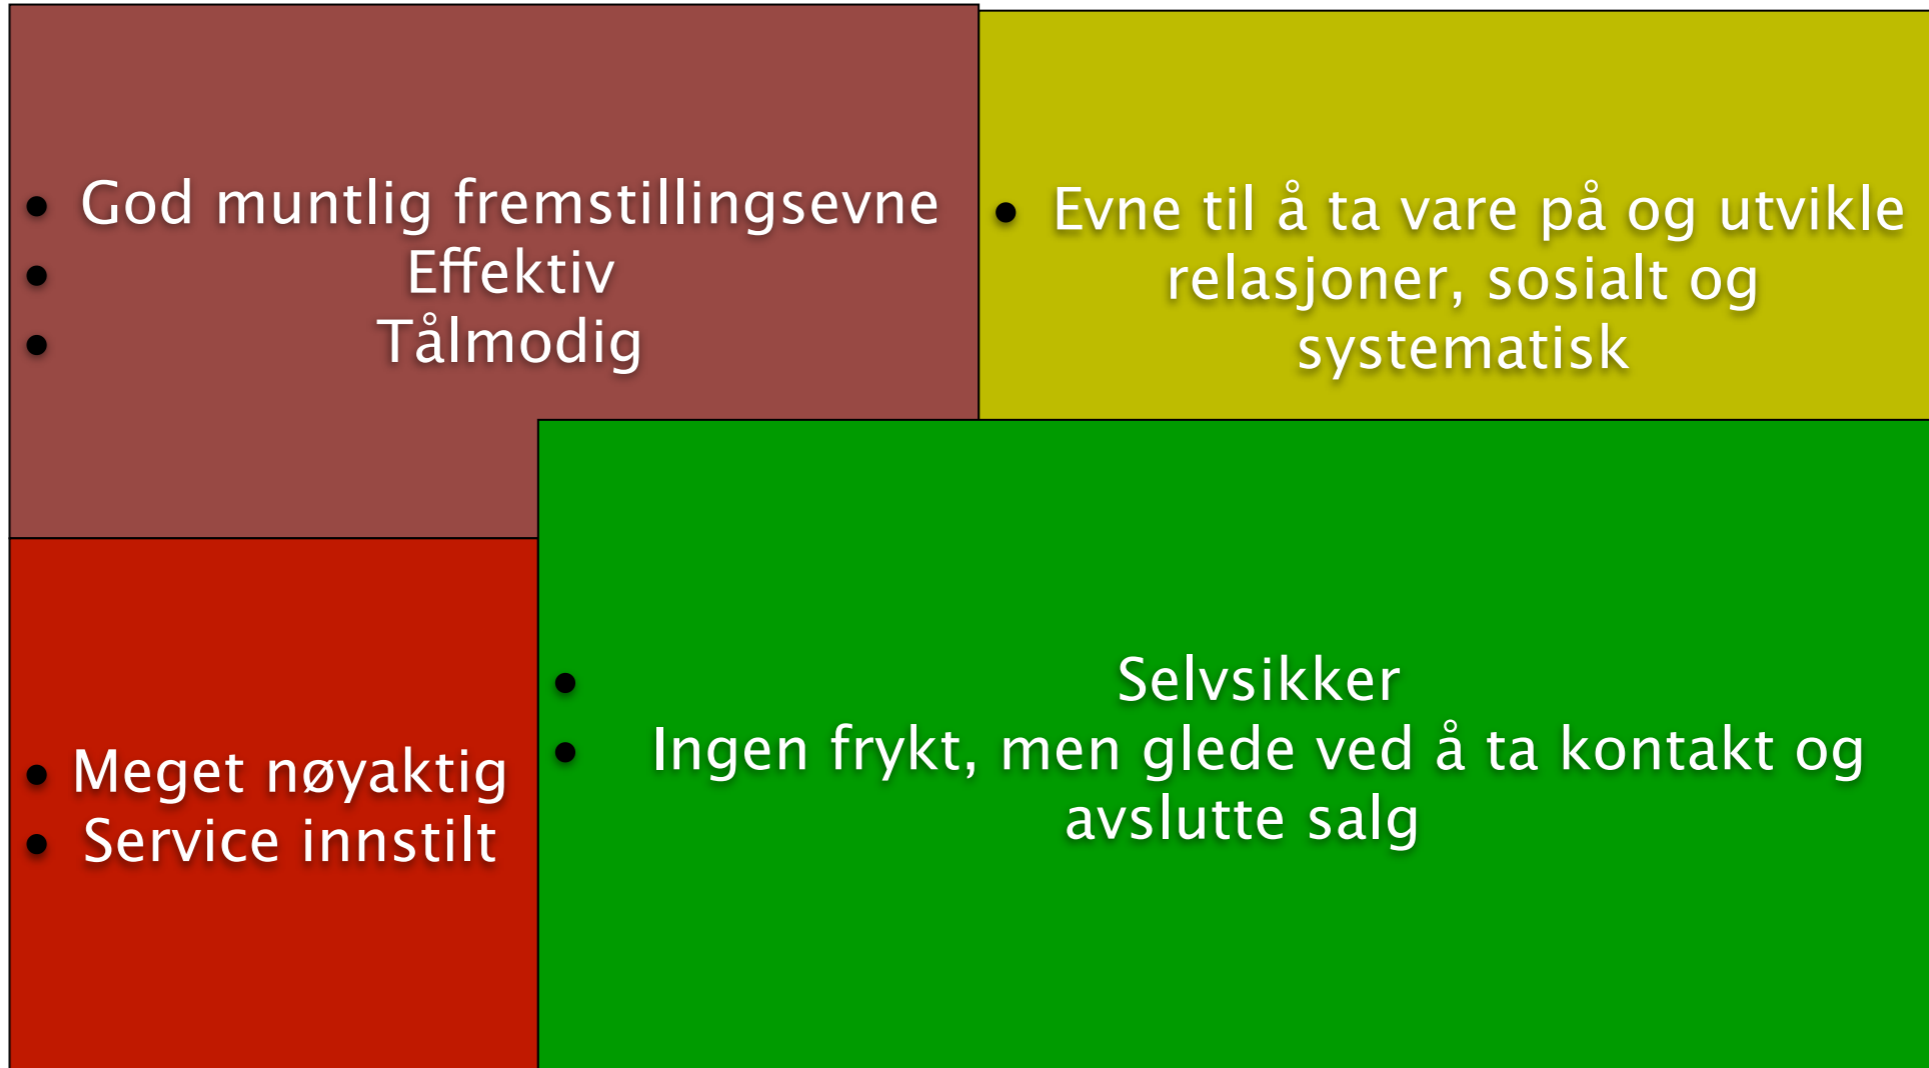 • God muntlig fremstillingsevne
• Effektiv
• Tålmodig
• Evne til å ta vare på og utvikle
relasjoner, sosialt og
systematisk
• Meget nøyaktig
• Service innstilt
• Selvsikker
• Ingen frykt, men glede ved å ta kontakt og
avslutte salg